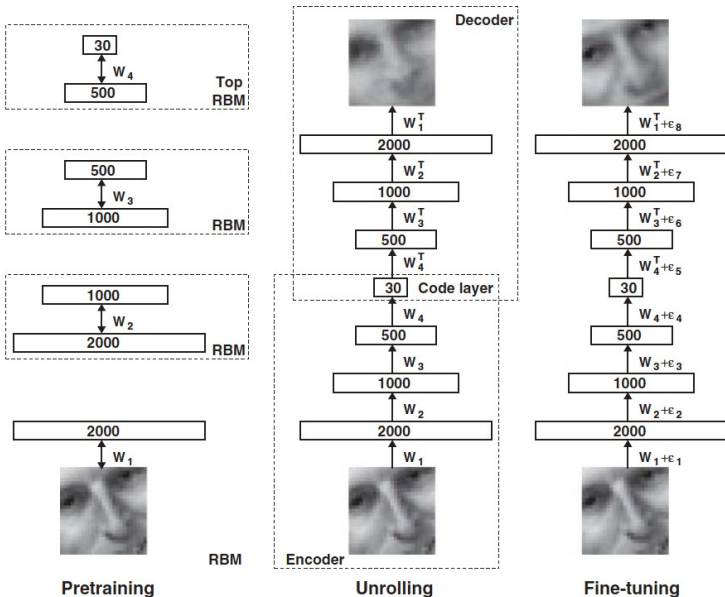 30
W₄
500
Top
RBM
500
W₃
1000
RBM
1000
W₂
2000
RBM
2000
W₁
RBM
Pretraining
Decoder
W₁ᵀ
2000
W₂ᵀ
1000
W₃ᵀ
500
W₄ᵀ
30
Code layer
W₄
500
W₃
1000
W₂
2000
W₁
Encoder
Unrolling
W₁ᵀ+ε₈
2000
W₂ᵀ+ε₇
1000
W₃ᵀ+ε₆
500
W₄ᵀ+ε₅
30
W₄+ε₄
500
W₃+ε₃
1000
W₂+ε₂
2000
W₁+ε₁
Fine-tuning